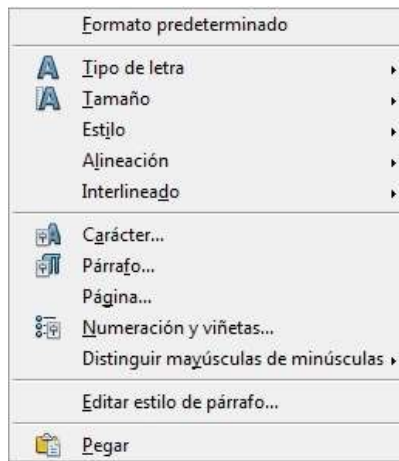 Formato predeterminado
Tipo de letra
Tamaño
Estilo
Alineación
Interlineado
Carácter...
Párrafo...
Página...
Numeración y viñetas...
Distinguir mayúsculas de minúsculas
Editar estilo de párrafo...
Pegar